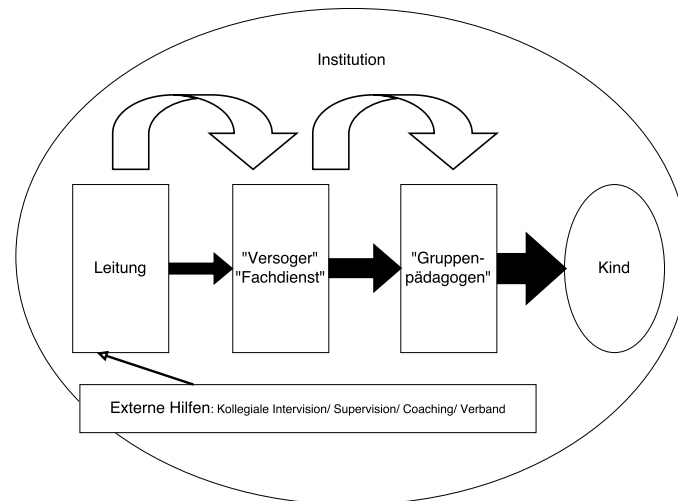 Institution
Leitung
"Versoger"
"Fachdienst"
"Gruppen-
pädagogen"
Kind
Externe Hilfen: Kollegiale Intervision/ Supervision/ Coaching/ Verband